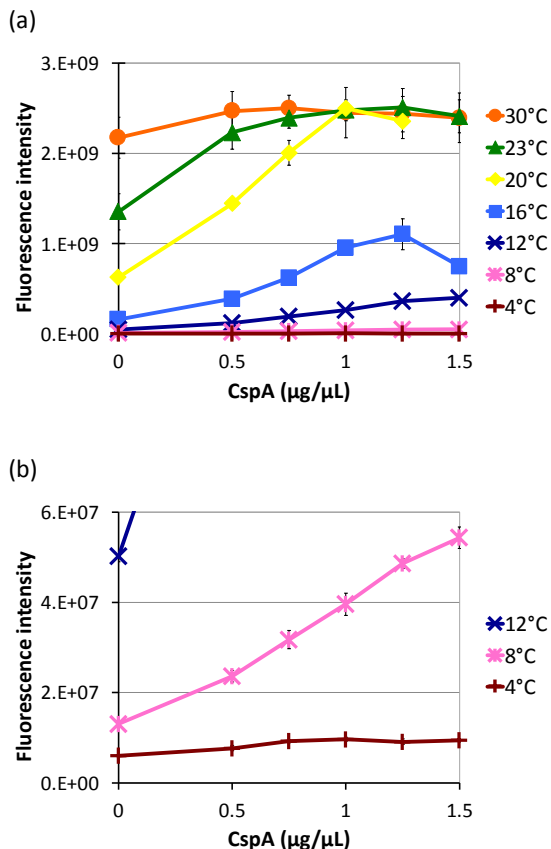 (a)
3.E+09
2.E+09
1.E+09
0.E+00
Fluorescence intensity
0
0.5
1
1.5
CspA (µg/µL)
30°C
23°C
20°C
16°C
12°C
8°C
4°C
(b)
6.E+07
4.E+07
2.E+07
0.E+00
Fluorescence intensity
0
0.5
1
1.5
CspA (µg/µL)
12°C
8°C
4°C